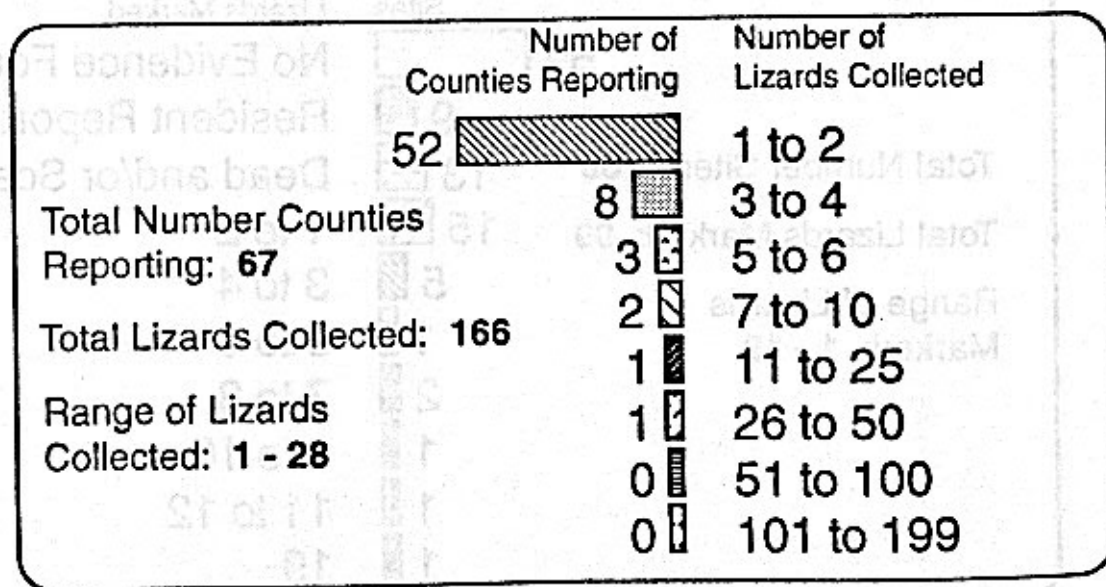 Number of Counties Reporting
Number of Lizards Collected
52 1 to 2
8 3 to 4
3 5 to 6
2 7 to 10
1 11 to 25
1 26 to 50
0 51 to 100
0 101 to 199
Total Number Counties
Reporting: 67
Total Lizards Collected: 166
Range of Lizards
Collected: 1 - 28